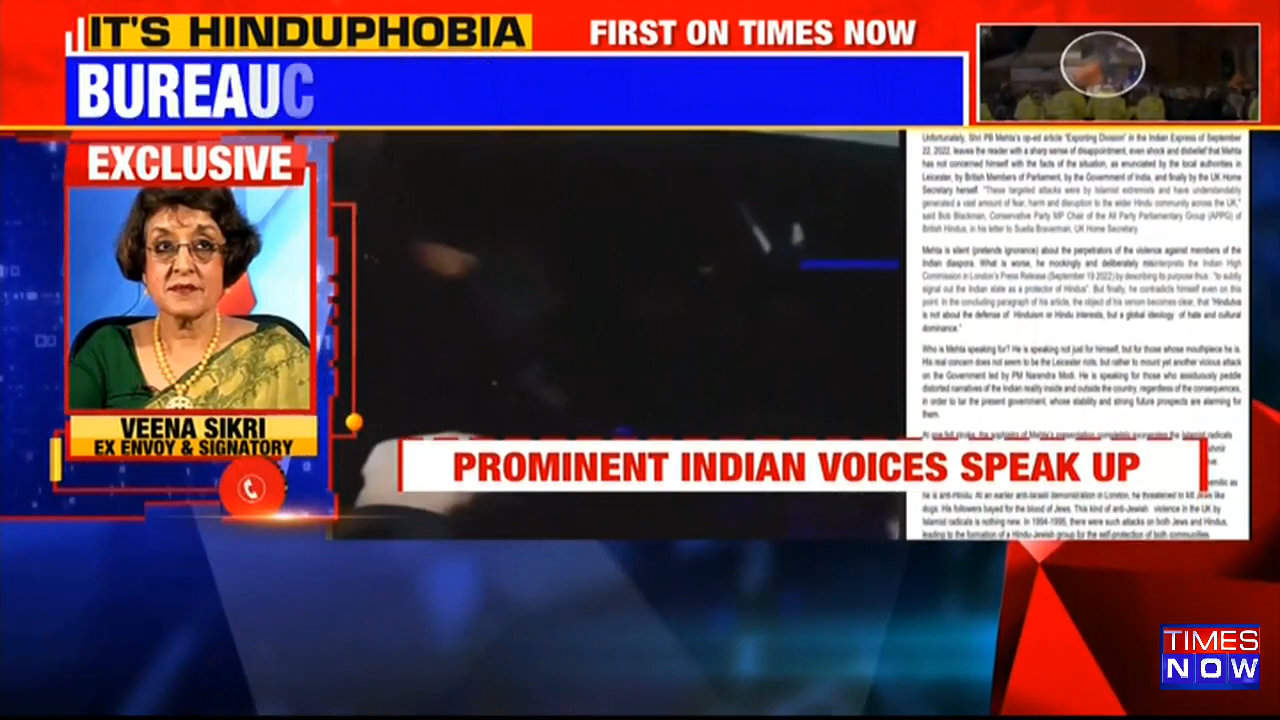 IT'S HINDUPHOBIA
FIRST ON TIMES NOW
BUREAUC
EXCLUSIVE
VEENA SIKRI
EX ENVOY & SIGNATORY
PROMINENT INDIAN VOICES SPEAK UP
Unfortunately, Shri PB Mehta's op-ed article "Exporting Division" in the Indian Express of September
22, 2022, leaves the reader with a sharp sense of disappointment, even shock and disbelief that Mehta
has not concerned himself with the facts of the situation, as enunciated by the local authorities in
Leicester, by British Members of Parliament, by the Government of India, and finally by the UK Home
Secretary herself. "These targeted attacks were by Islamist extremists and have understandably
generated a vast amount of fear, harm and disruption to the wider Hindu community across the UK,"
said Bob Blackman, Conservative Party MP Chair of the All Party Parliamentary Group (APPG) of
British Hindus, in his letter to Suella Braverman, UK Home Secretary.
Mehta is silent (pretends ignorance) about the perpetrators of the violence against members of the
Indian diaspora. What is worse, he mockingly and deliberately misinterprets the Indian High
Commission in London's Press Release (September 19 2022) by describing its purpose thus : "to subtly
signal out the Indian state as a protector of Hindus". But finally, he contradicts himself even on this
point. In the concluding paragraph of his article, the object of his venom becomes clear, that "Hindutva
is not about the defense of Hinduism or Hindu interests, but a global ideology of hate and cultural
dominance."
Who is Mehta speaking for? He is speaking not just for himself, but for those whose mouthpiece he is.
His real concern does not seem to be the Leicester riots, but rather to mount yet another vicious attack
on the Government led by PM Narendra Modi. He is speaking for those who assiduously peddle
distorted narratives of the Indian reality inside and outside the country, regardless of the consequences,
in order to tar the present government, whose stability and strong future prospects are alarming for
them.
At one fell stroke, the sophistry of Mehta's presentation completely exonerates the Islamist radicals
he is anti-Hindu. At an earlier anti-Israeli demonstration in London, he threatened to kill Jews like
dogs. His followers bayed for the blood of Jews. This kind of anti-Jewish violence in the UK by
Islamist radicals is nothing new. In 1994-1995, there were such attacks on both Jews and Hindus,
leading to the formation of a Hindu-Jewish group for the self-protection of both communities
TIMES
NOW